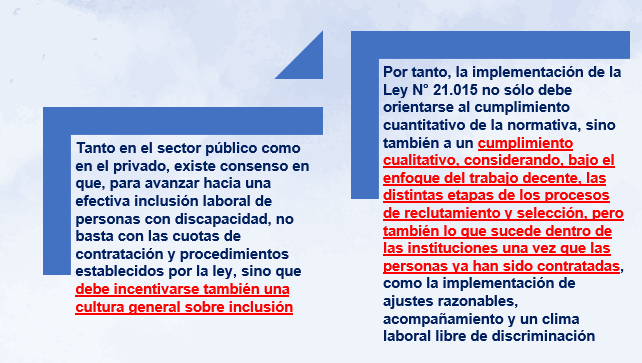 Tanto en el sector público como
en el privado, existe consenso en
que, para avanzar hacia una
efectiva inclusión laboral de
personas con discapacidad, no
basta con las cuotas de
contratación y procedimientos
establecidos por la ley, sino que
debe incentivarse también una
cultura general sobre inclusión
Por tanto, la implementación de la
Ley N° 21.015 no sólo debe
orientarse al cumplimiento
cuantitativo de la normativa, sino
también a un cumplimiento
cualitativo, considerando, bajo el
enfoque del trabajo decente, las
distintas etapas de los procesos
de reclutamiento y selección, pero
también lo que sucede dentro de
las instituciones una vez que las
personas ya han sido contratadas,
como la implementación de
ajustes razonables,
acompañamiento y un clima
laboral libre de discriminación